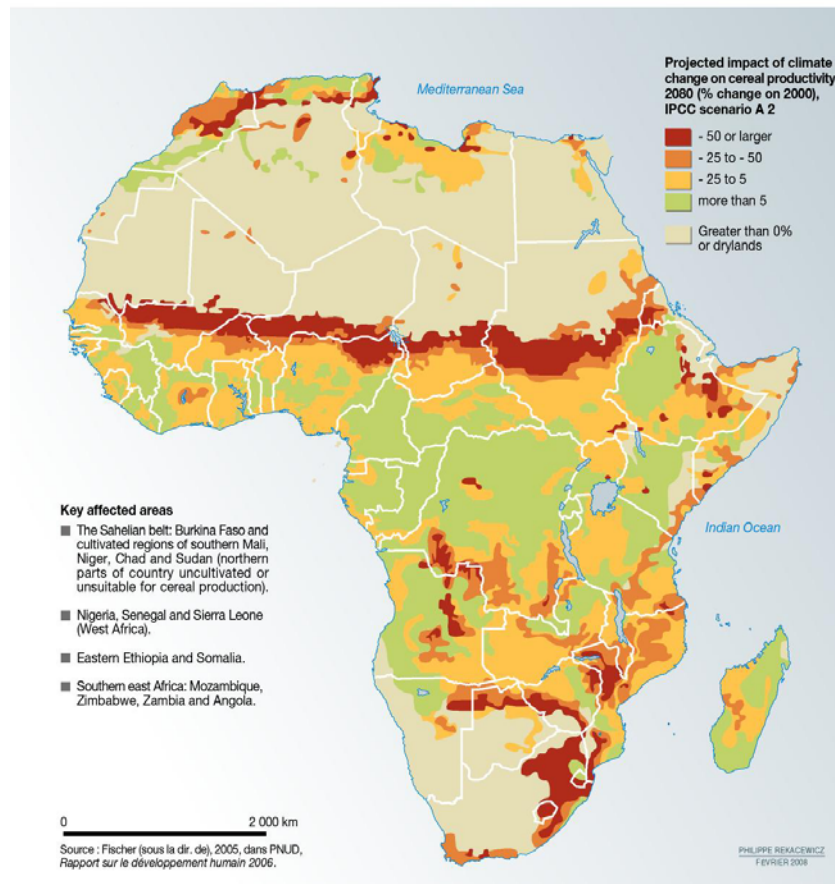 Mediterranean Sea
Projected impact of climate
change on cereal productivity
2080 (% change on 2000),
IPCC scenario A 2
- 50 or larger
- 25 to - 50
- 25 to 5
more than 5
Greater than 0%
or drylands
Key affected areas
The Sahelian belt: Burkina Faso and
cultivated regions of southern Mali,
Niger, Chad and Sudan (northern
parts of country uncultivated or
unsuitable for cereal production).
Nigeria, Senegal and Sierra Leone
(West Africa).
Eastern Ethiopia and Somalia.
Southern east Africa: Mozambique,
Zimbabwe, Zambia and Angola.
Indian Ocean
0 2 000 km
Source : Fischer (sous la dir. de), 2005, dans PNUD,
Rapport sur le développement humain 2006.
PHILIPPE REKACEWICZ
FÉVRIER 2008